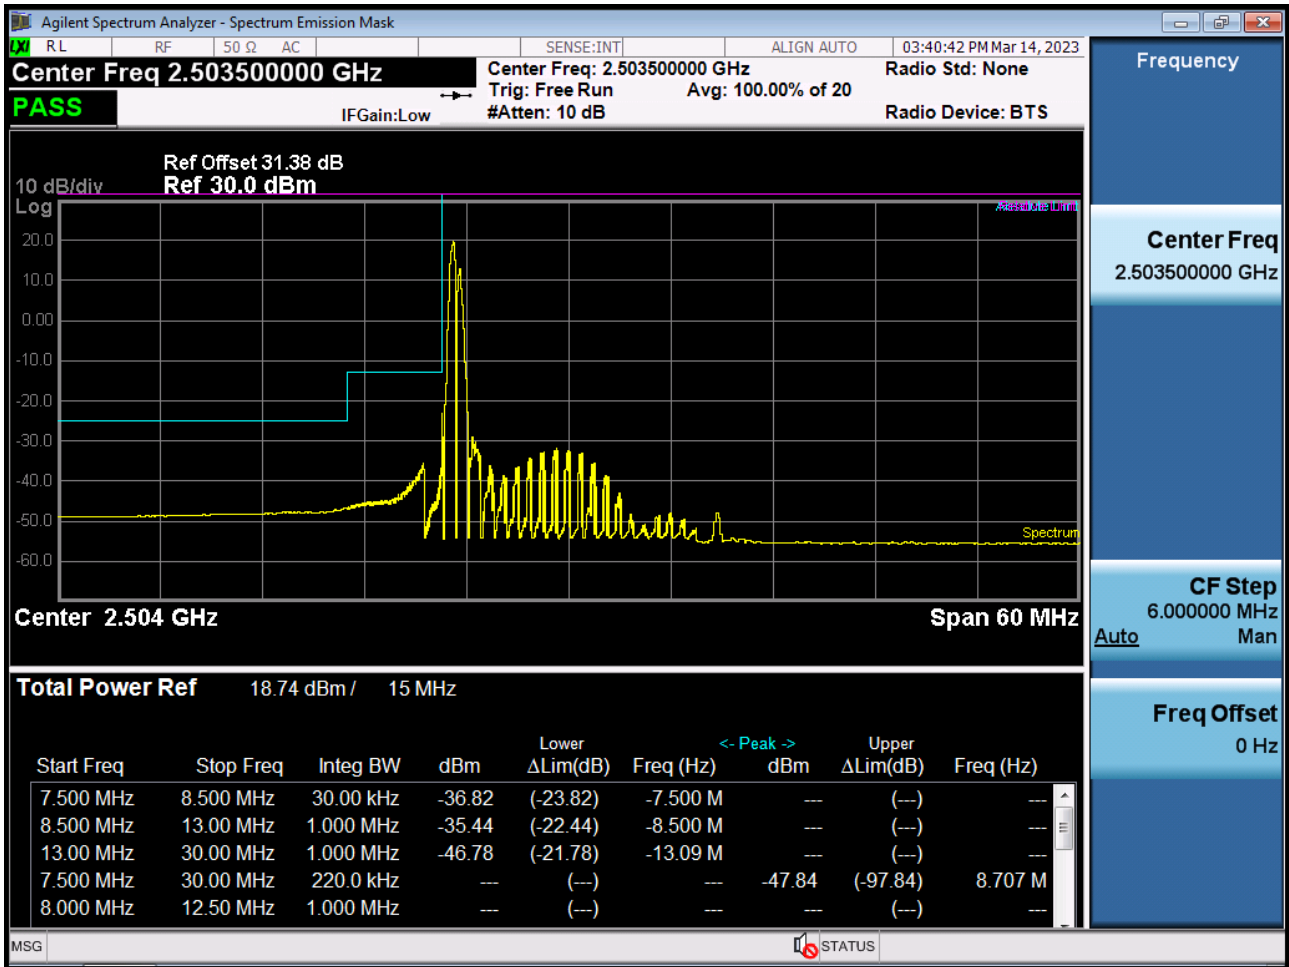 Agilent Spectrum Analyzer - Spectrum Emission Mask
LXI RL RF 50 Ω AC SENSE:INT ALIGN AUTO 03:40:42 PM Mar 14, 2023
Center Freq 2.503500000 GHz
Center Freq: 2.503500000 GHz Radio Std: None
Trig: Free Run Avg: 100.00% of 20
PASS
IFGain:Low #Atten: 10 dB Radio Device: BTS
Ref Offset 31.38 dB
10 dB/div Ref 30.0 dBm
Log
Absolute Limit
20.0
10.0
0.00
-10.0
-20.0
-30.0
-40.0
-50.0
Spectrum
-60.0
Center 2.504 GHz Span 60 MHz
Total Power Ref 18.74 dBm / 15 MHz
Lower <- Peak -> Upper
Start Freq Stop Freq Integ BW dBm ΔLim(dB) Freq (Hz) dBm ΔLim(dB) Freq (Hz)
7.500 MHz 8.500 MHz 30.00 kHz -36.82 (-23.82) -7.500 M --- (---) ---
8.500 MHz 13.00 MHz 1.000 MHz -35.44 (-22.44) -8.500 M --- (---) ---
13.00 MHz 30.00 MHz 1.000 MHz -46.78 (-21.78) -13.09 M --- (---) ---
7.500 MHz 30.00 MHz 220.0 kHz --- (---) --- -47.84 (-97.84) 8.707 M
8.000 MHz 12.50 MHz 1.000 MHz --- (---) --- --- (---) ---
MSG STATUS
Frequency
Center Freq
2.503500000 GHz
CF Step
6.000000 MHz
Auto Man
Freq Offset
0 Hz